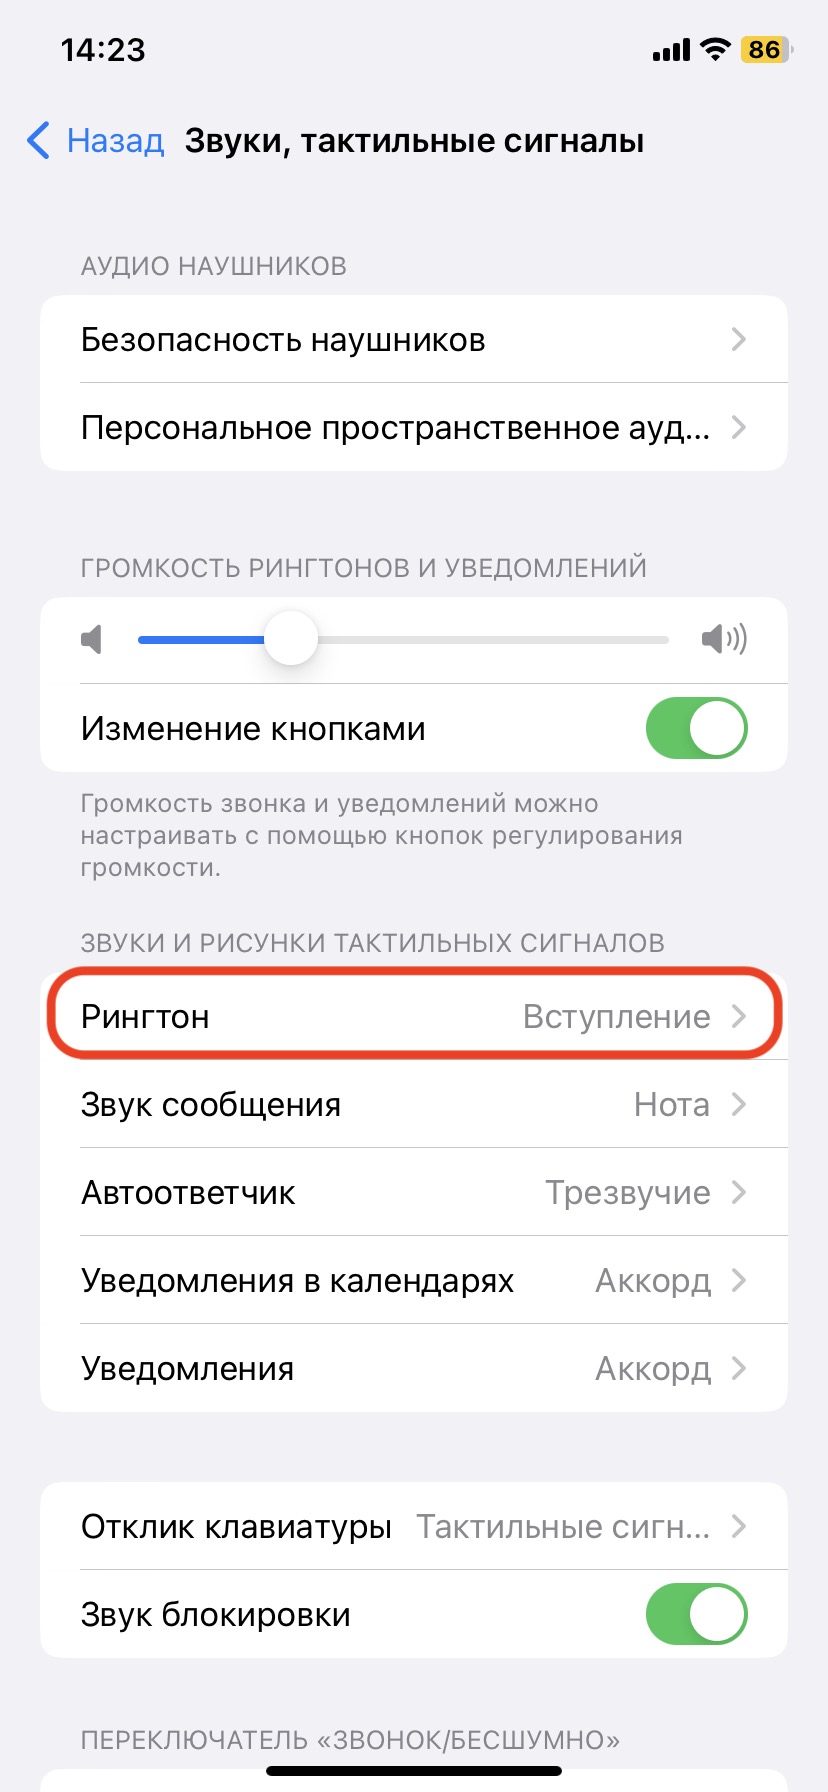 14:23 86
Назад Звуки, тактильные сигналы
АУДИО НАУШНИКОВ
Безопасность наушников
Персональное пространственное ауд...
ГРОМКОСТЬ РИНГТОНОВ И УВЕДОМЛЕНИЙ
Изменение кнопками
Громкость звонка и уведомлений можно
настраивать с помощью кнопок регулирования
громкости.
ЗВУКИ И РИСУНКИ ТАКТИЛЬНЫХ СИГНАЛОВ
Рингтон Вступление
Звук сообщения Нота
Автоответчик Трезвучие
Уведомления в календарях Аккорд
Уведомления Аккорд
Отклик клавиатуры Тактильные сигн...
Звук блокировки
ПЕРЕКЛЮЧАТЕЛЬ «ЗВОНОК/БЕСШУМНО»